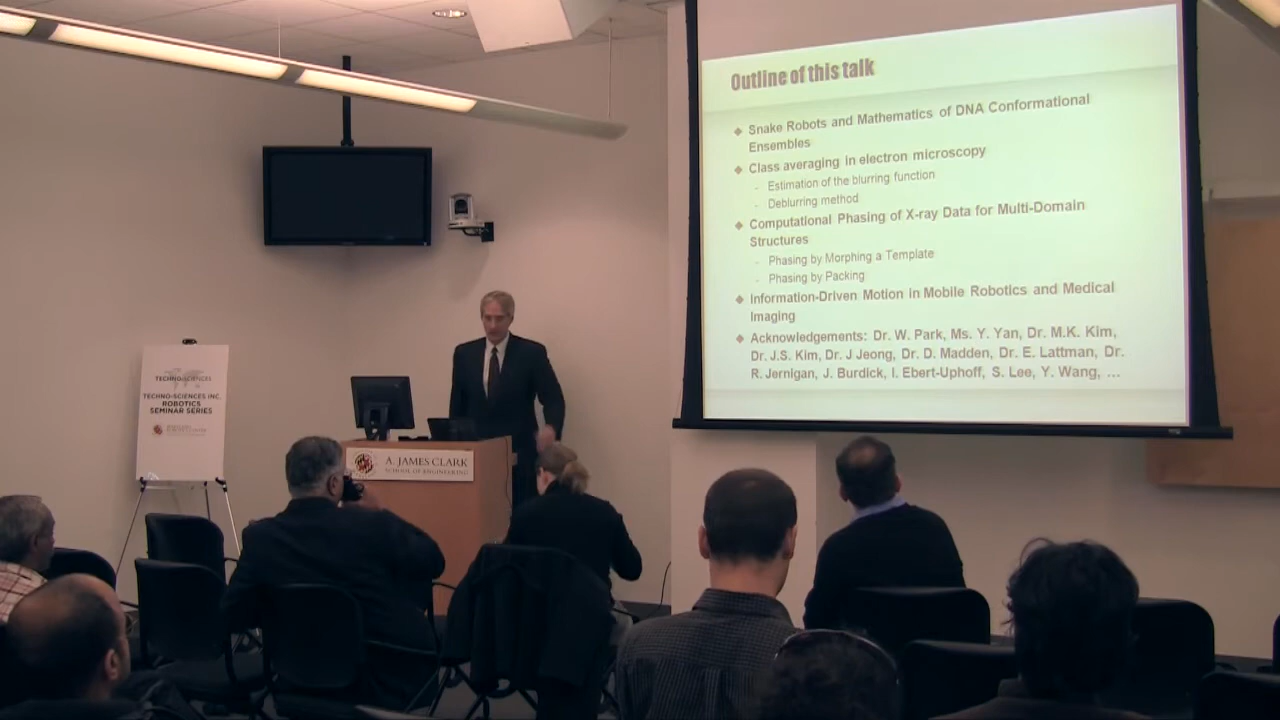 Outline of this talk
Snake Robots and Mathematics of DNA Conformational
Ensembles
Class averaging in electron microscopy
- Estimation of the blurring function
- Deblurring method
Computational Phasing of X-ray Data for Multi-Domain
Structures
- Phasing by Morphing a Template
- Phasing by Packing
Information-Driven Motion in Mobile Robotics and Medical
Imaging
Acknowledgements: Dr. W. Park, Ms. Y. Yan, Dr. M.K. Kim,
Dr. J.S. Kim, Dr. J Jeong, Dr. D. Madden, Dr. E. Lattman, Dr.
R. Jernigan, J. Burdick, I. Ebert-Uphoff, S. Lee, Y. Wang, …
TECHNO-SCIENCES
TECHNO-SCIENCES INC.
ROBOTICS
SEMINAR SERIES
A. JAMES CLARK
SCHOOL OF ENGINEERING